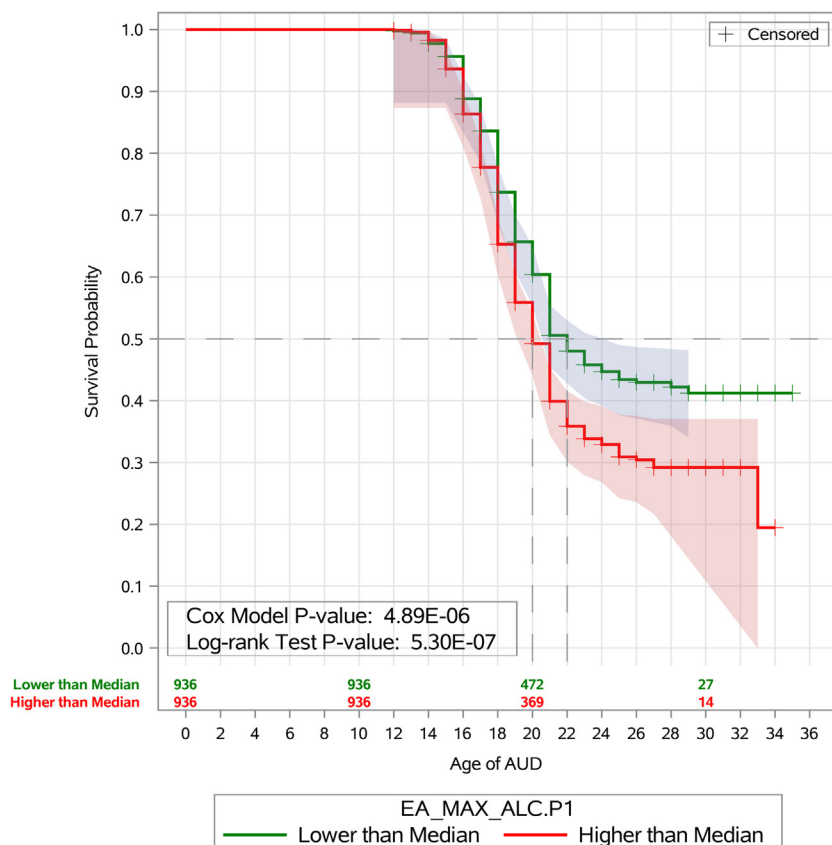 1.0
+ Censored
0.9
0.8
0.7
0.6
0.5
0.4
0.3
0.2
0.1
0.0
Survival Probability
Cox Model P-value: 4.89E-06
Log-rank Test P-value: 5.30E-07
Lower than Median 936 936 472 27
Higher than Median 936 936 369 14
0 2 4 6 8 10 12 14 16 18 20 22 24 26 28 30 32 34 36
Age of AUD
EA_MAX_ALC.P1
Lower than Median Higher than Median